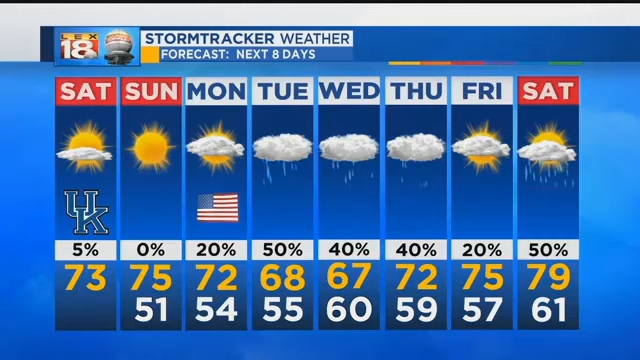 LEX
18
STORMTRACKER WEATHER
FORECAST: NEXT 8 DAYS
SAT SUN MON TUE WED THU FRI SAT
UK
5% 0% 20% 50% 40% 40% 20% 50%
73 75 72 68 67 72 75 79
51 54 55 60 59 57 61